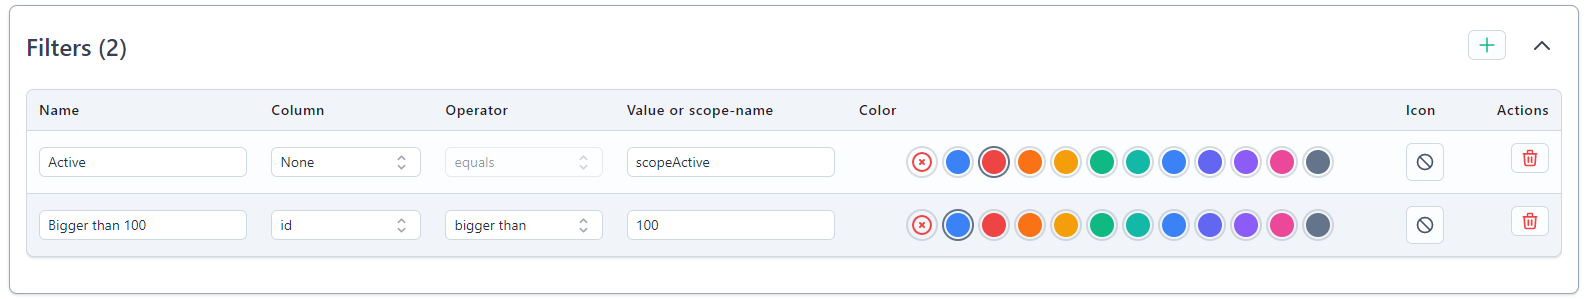 Filters (2)
Name Column Operator Value or scope-name Color Icon Actions
Active None equals scopeActive
Bigger than 100 id bigger than 100